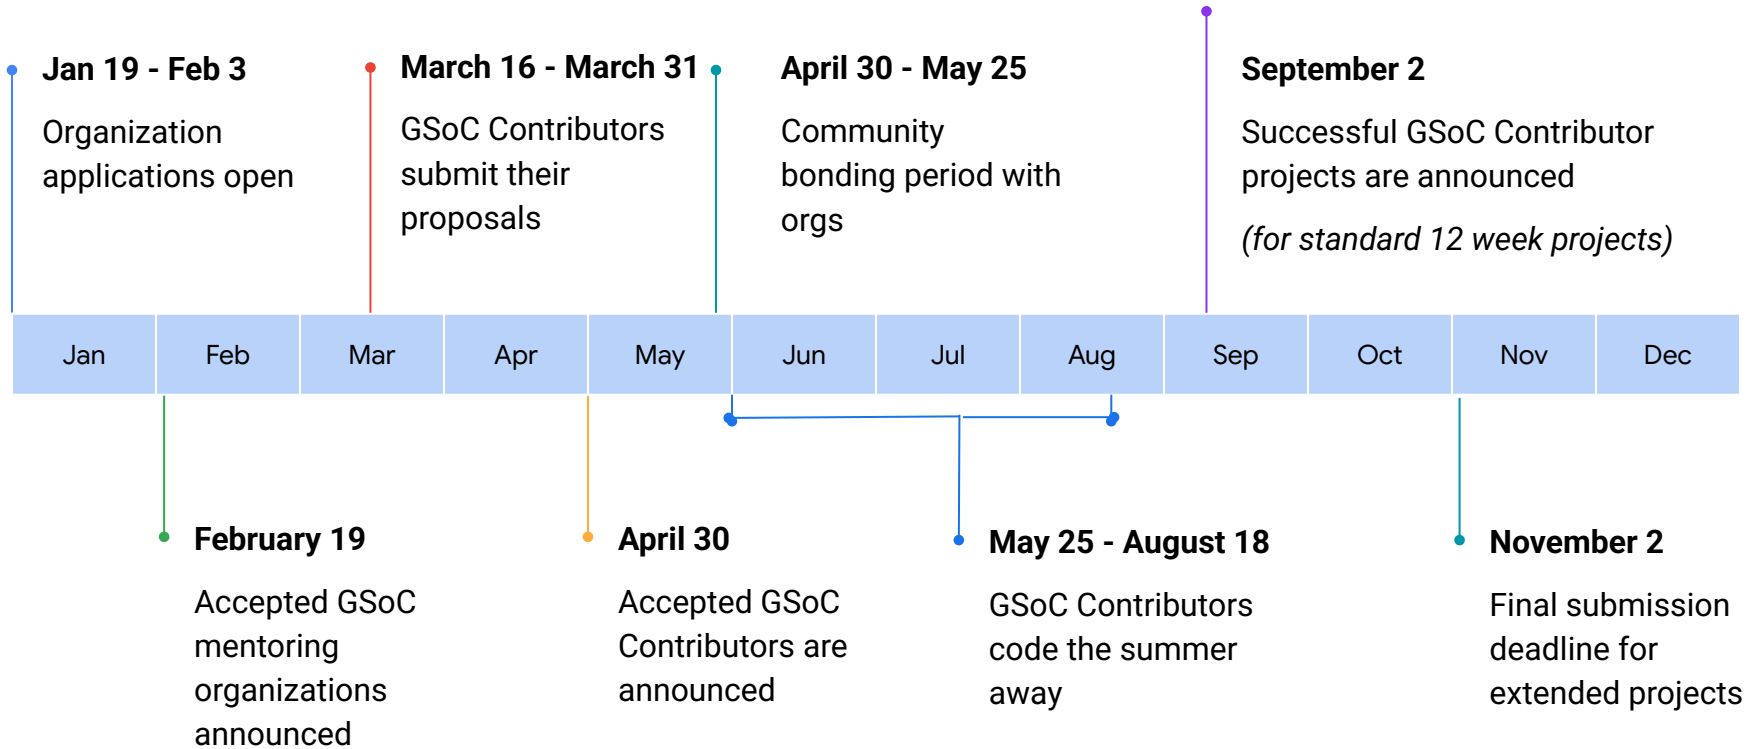 Jan 19 - Feb 3
Organization
applications open
March 16 - March 31
GSoC Contributors
submit their
proposals
April 30 - May 25
Community
bonding period with
orgs
September 2
Successful GSoC Contributor
projects are announced
(for standard 12 week projects)
Jan
Feb
Mar
Apr
May
Jun
Jul
Aug
Sep
Oct
Nov
Dec
February 19
Accepted GSoC
mentoring
organizations
announced
April 30
Accepted GSoC
Contributors are
announced
May 25 - August 18
GSoC Contributors
code the summer
away
November 2
Final submission
deadline for
extended projects